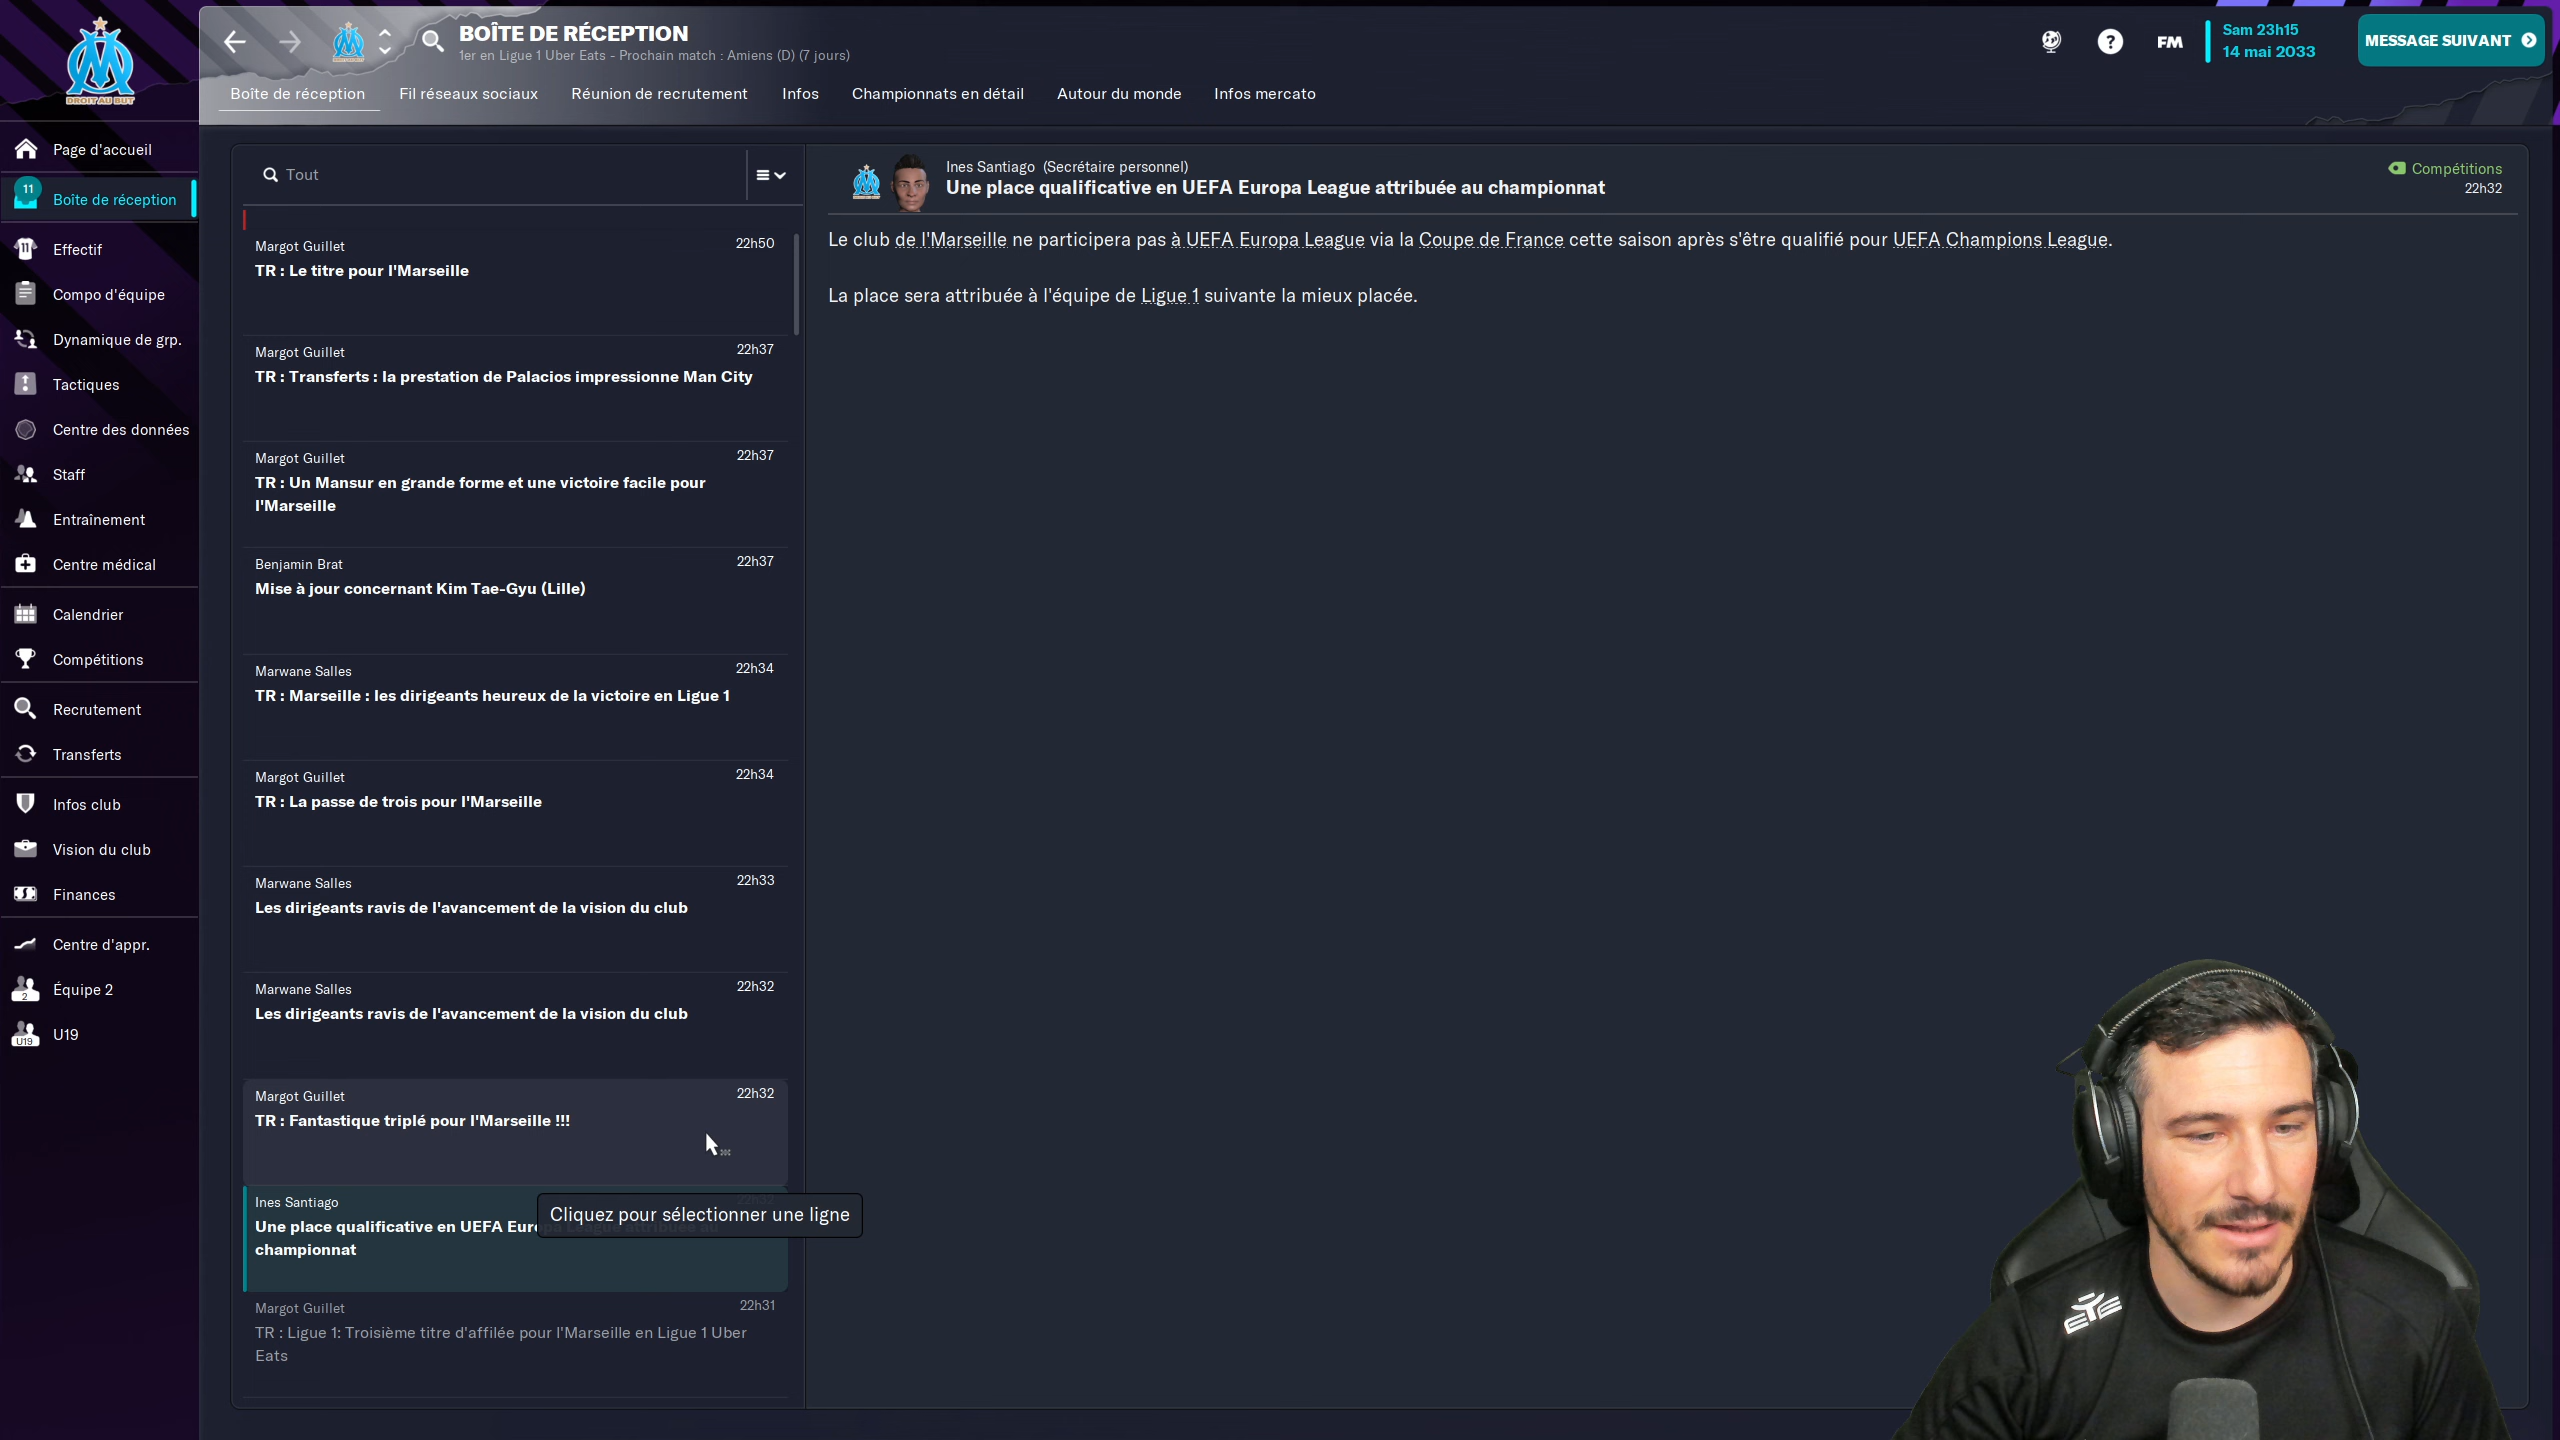 DROIT AU BUT
BOÎTE DE RÉCEPTION
1er en Ligue 1 Uber Eats - Prochain match : Amiens (D) (7 jours)
FM
Sam 23h15
14 mai 2033
MESSAGE SUIVANT
Boîte de réception
Fil réseaux sociaux
Réunion de recrutement
Infos
Championnats en détail
Autour du monde
Infos mercato
Page d'accueil
11
Boîte de réception
Effectif
Compo d'équipe
Dynamique de grp.
Tactiques
Centre des données
Staff
Entraînement
Centre médical
Calendrier
Compétitions
Recrutement
Transferts
Infos club
Vision du club
Finances
Centre d'appr.
2
Équipe 2
U19
U19
Tout
Margot Guillet
22h50
TR : Le titre pour l'Marseille
Margot Guillet
22h37
TR : Transferts : la prestation de Palacios impressionne Man City
Margot Guillet
22h37
TR : Un Mansur en grande forme et une victoire facile pour
l'Marseille
Benjamin Brat
22h37
Mise à jour concernant Kim Tae-Gyu (Lille)
Marwane Salles
22h34
TR : Marseille : les dirigeants heureux de la victoire en Ligue 1
Margot Guillet
22h34
TR : La passe de trois pour l'Marseille
Marwane Salles
22h33
Les dirigeants ravis de l'avancement de la vision du club
Marwane Salles
22h32
Les dirigeants ravis de l'avancement de la vision du club
Margot Guillet
22h32
TR : Fantastique triplé pour l'Marseille !!!
Ines Santiago
Une place qualificative en UEFA Eur
championnat
Cliquez pour sélectionner une ligne
Margot Guillet
22h31
TR : Ligue 1: Troisième titre d'affilée pour l'Marseille en Ligue 1 Uber
Eats
Ines Santiago (Secrétaire personnel)
Une place qualificative en UEFA Europa League attribuée au championnat
Compétitions
22h32
Le club de l'Marseille ne participera pas à UEFA Europa League via la Coupe de France cette saison après s'être qualifié pour UEFA Champions League.
La place sera attribuée à l'équipe de Ligue 1 suivante la mieux placée.